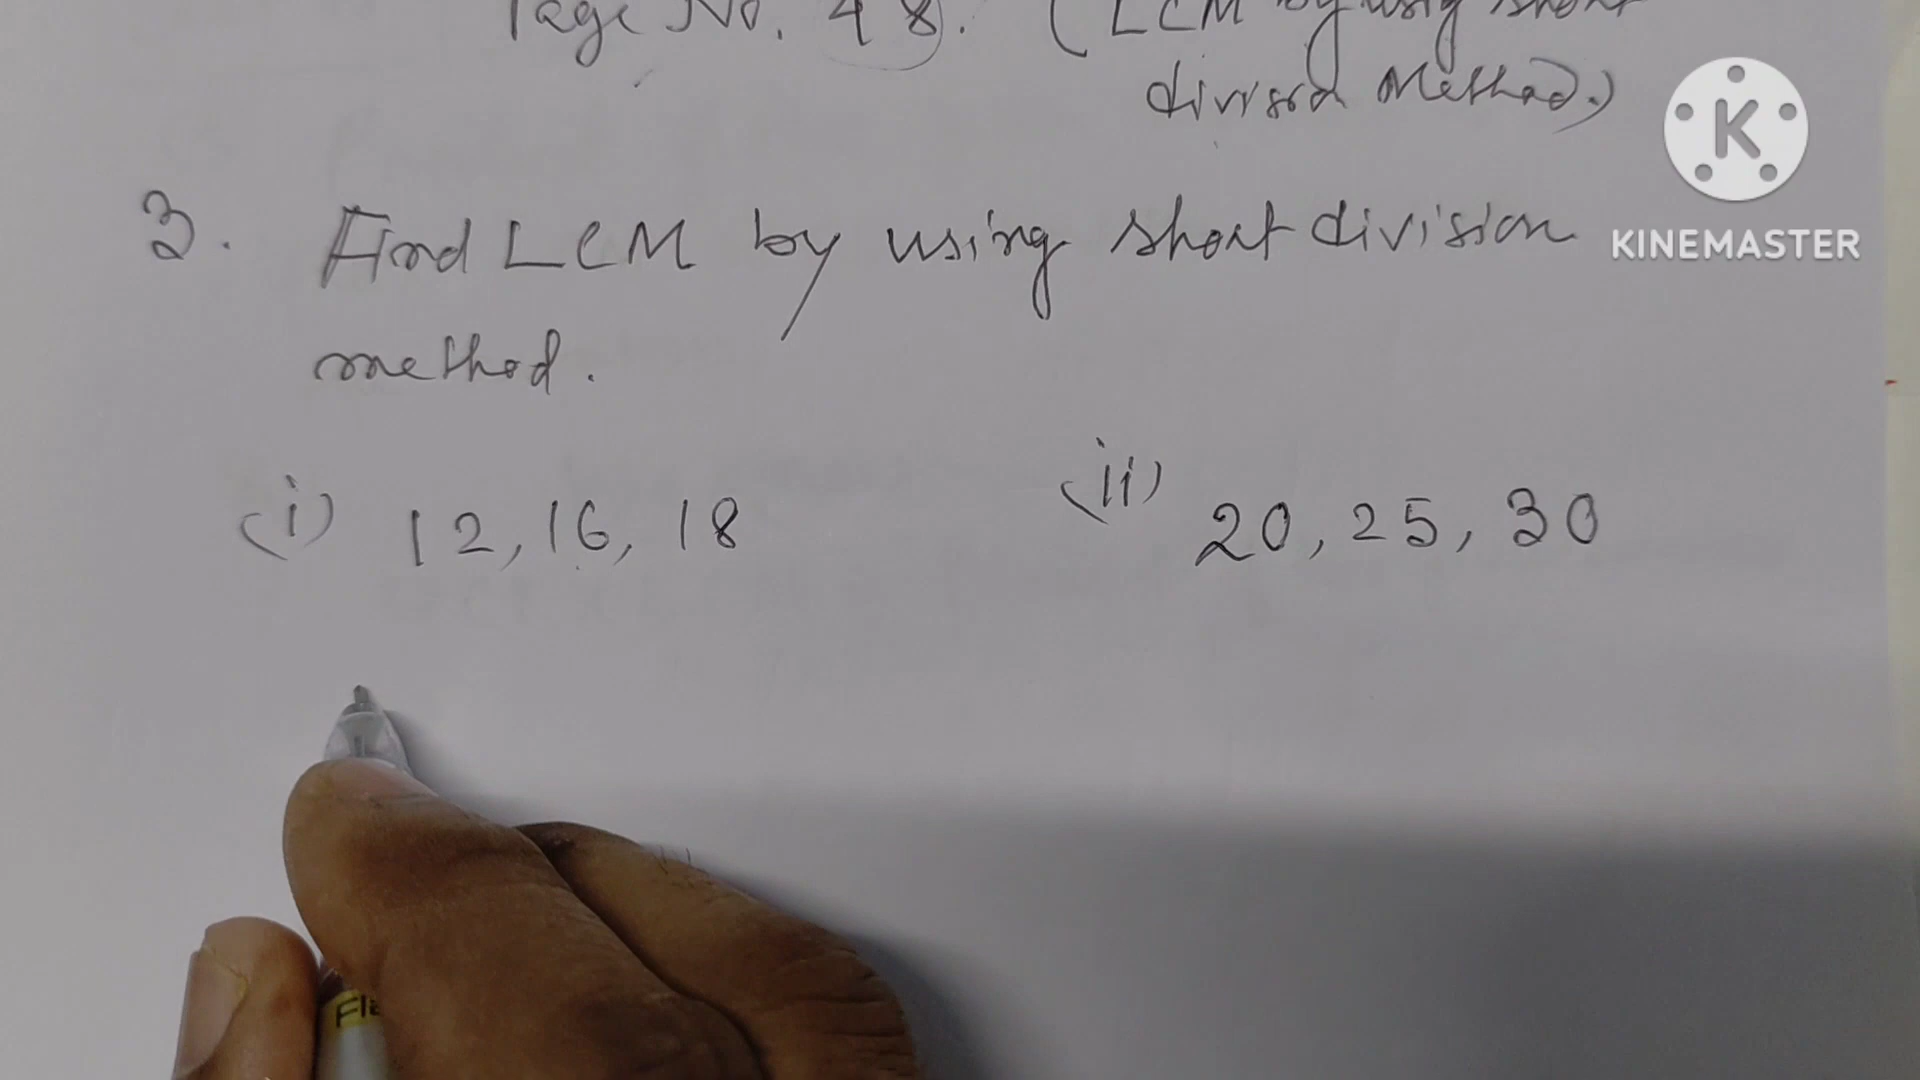 Page No. 48. (LCM by using short
division Method.)
3. Find LCM by using short division
method.
(i) 12, 16, 18
(ii) 20, 25, 30
K
KINEMASTER
Fla